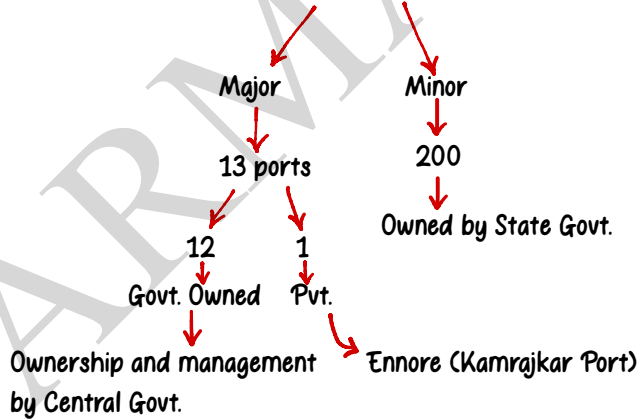 Major
Minor
13 ports
200
Owned by State Govt.
12
1
Govt. Owned
Pvt.
Ownership and management
by Central Govt.
Ennore (Kamrajkar Port)
ARMA